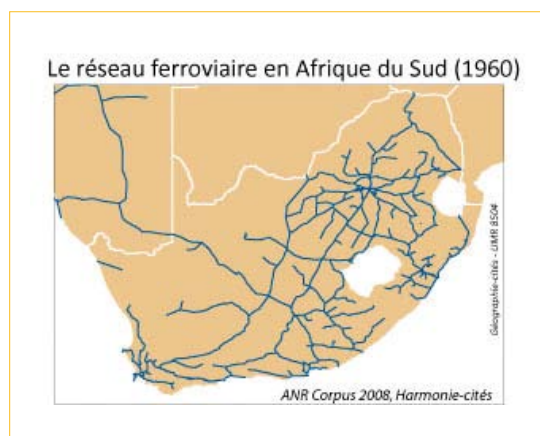 Le réseau ferroviaire en Afrique du Sud (1960)
Géographie-cités - UMR 8504
ANR Corpus 2008, Harmonie-cités